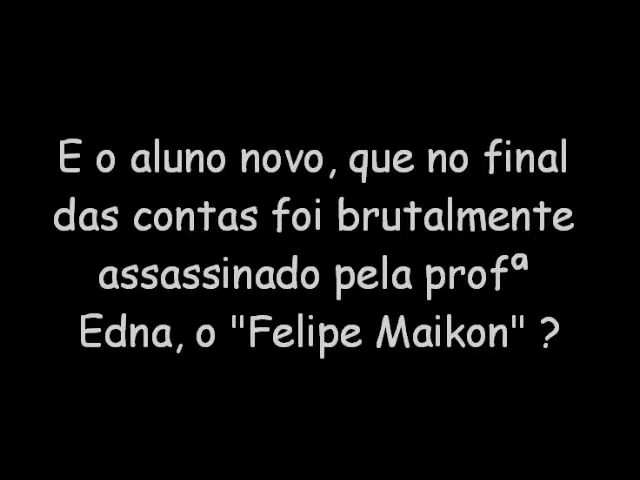 E o aluno novo, que no final
das contas foi brutalmente
assassinado pela profª
Edna, o "Felipe Maikon" ?